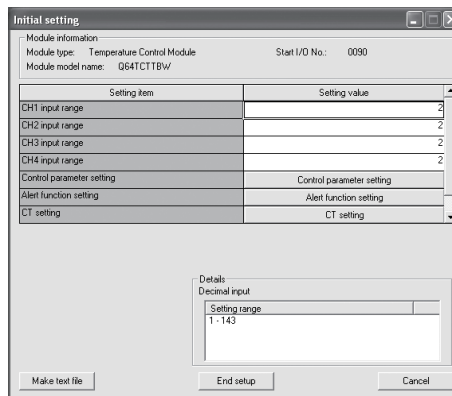 Initial setting
Module information
Module type: Temperature Control Module Start I/O No.: 0090
Module model name: Q64TCTTBW
Setting item Setting value
CH1 input range 2
CH2 input range 2
CH3 input range 2
CH4 input range 2
Control parameter setting Control parameter setting
Alert function setting Alert function setting
CT setting CT setting
Details
Decimal input
Setting range
1 - 143
Make text file End setup Cancel